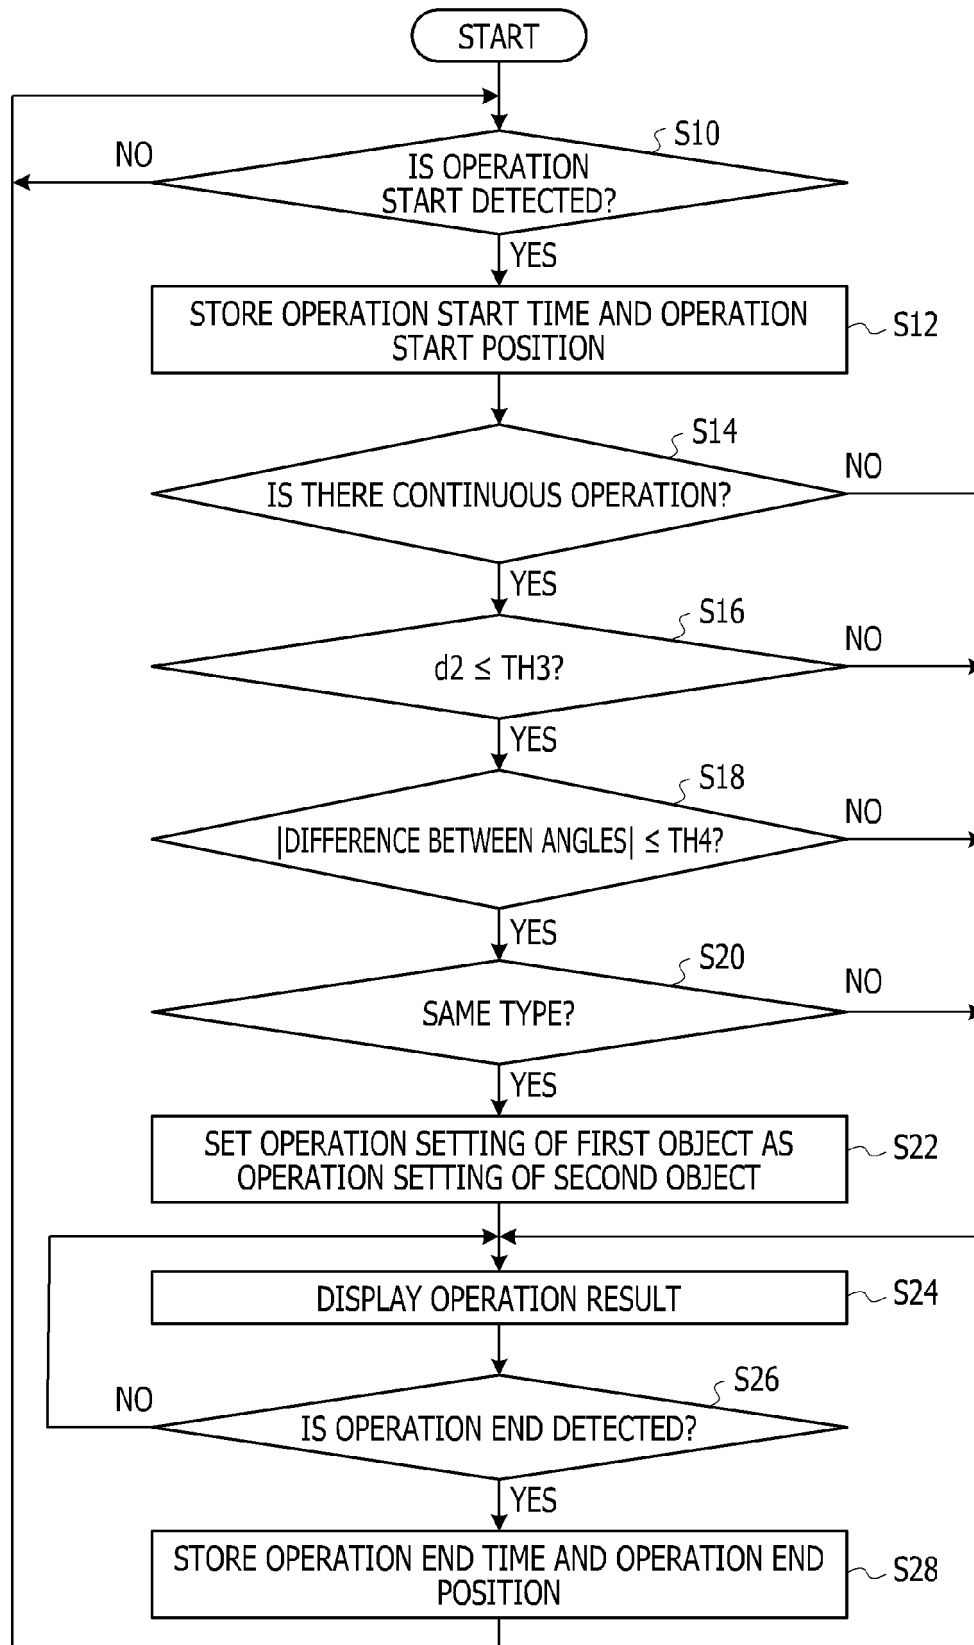 START
S10
NO
IS OPERATION
START DETECTED?
YES
STORE OPERATION START TIME AND OPERATION
START POSITION
S12
S14
NO
IS THERE CONTINUOUS OPERATION?
YES
S16
NO
d2 ≤ TH3?
YES
S18
NO
|DIFFERENCE BETWEEN ANGLES| ≤ TH4?
YES
S20
NO
SAME TYPE?
YES
SET OPERATION SETTING OF FIRST OBJECT AS
OPERATION SETTING OF SECOND OBJECT
S22
DISPLAY OPERATION RESULT
S24
S26
NO
IS OPERATION END DETECTED?
YES
STORE OPERATION END TIME AND OPERATION END
POSITION
S28